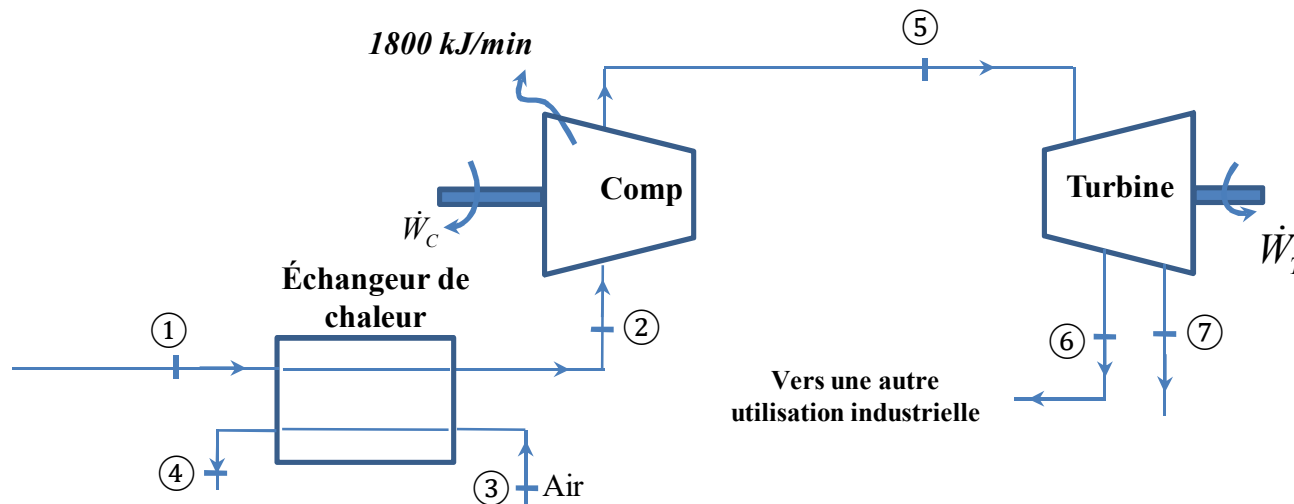 1800 kJ/min
⑤
Comp
Turbine
Ẇ_C
Ẇ_T
Échangeur de
chaleur
①
②
⑥
⑦
Vers une autre
utilisation industrielle
④
③ Air